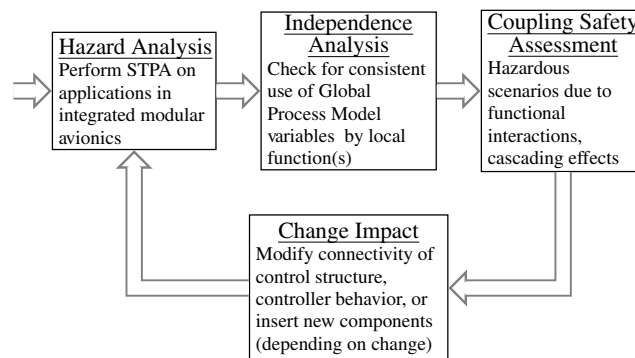 Hazard Analysis
Perform STPA on
applications in
integrated modular
avionics
Independence
Analysis
Check for consistent
use of Global
Process Model
variables by local
function(s)
Coupling Safety
Assessment
Hazardous
scenarios due to
functional
interactions,
cascading effects
Change Impact
Modify connectivity of
control structure,
controller behavior, or
insert new components
(depending on change)